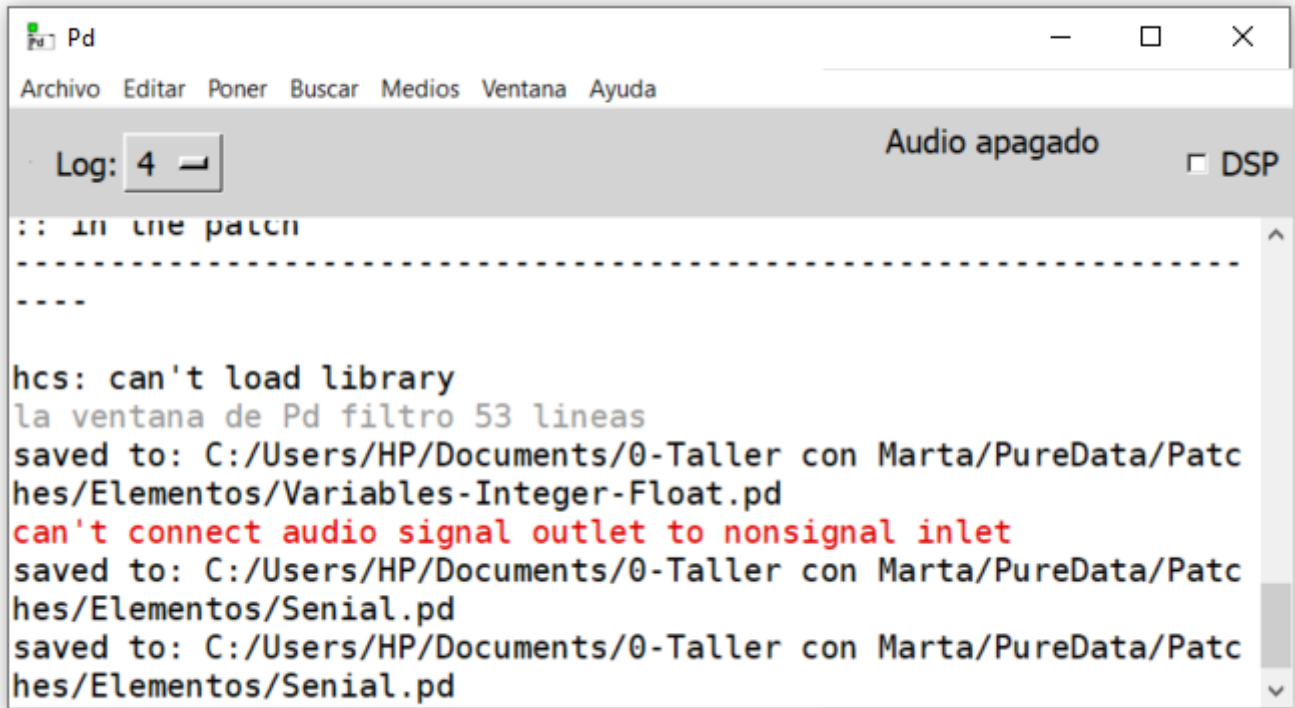 Pd
Archivo Editar Poner Buscar Medios Ventana Ayuda
Audio apagado
Log: 4
DSP
:: in the patch
-----------------------------------------------------------------
----
hcs: can't load library
la ventana de Pd filtro 53 lineas
saved to: C:/Users/HP/Documents/0-Taller con Marta/PureData/Patc
hes/Elementos/Variables-Integer-Float.pd
can't connect audio signal outlet to nonsignal inlet
saved to: C:/Users/HP/Documents/0-Taller con Marta/PureData/Patc
hes/Elementos/Senial.pd
saved to: C:/Users/HP/Documents/0-Taller con Marta/PureData/Patc
hes/Elementos/Senial.pd